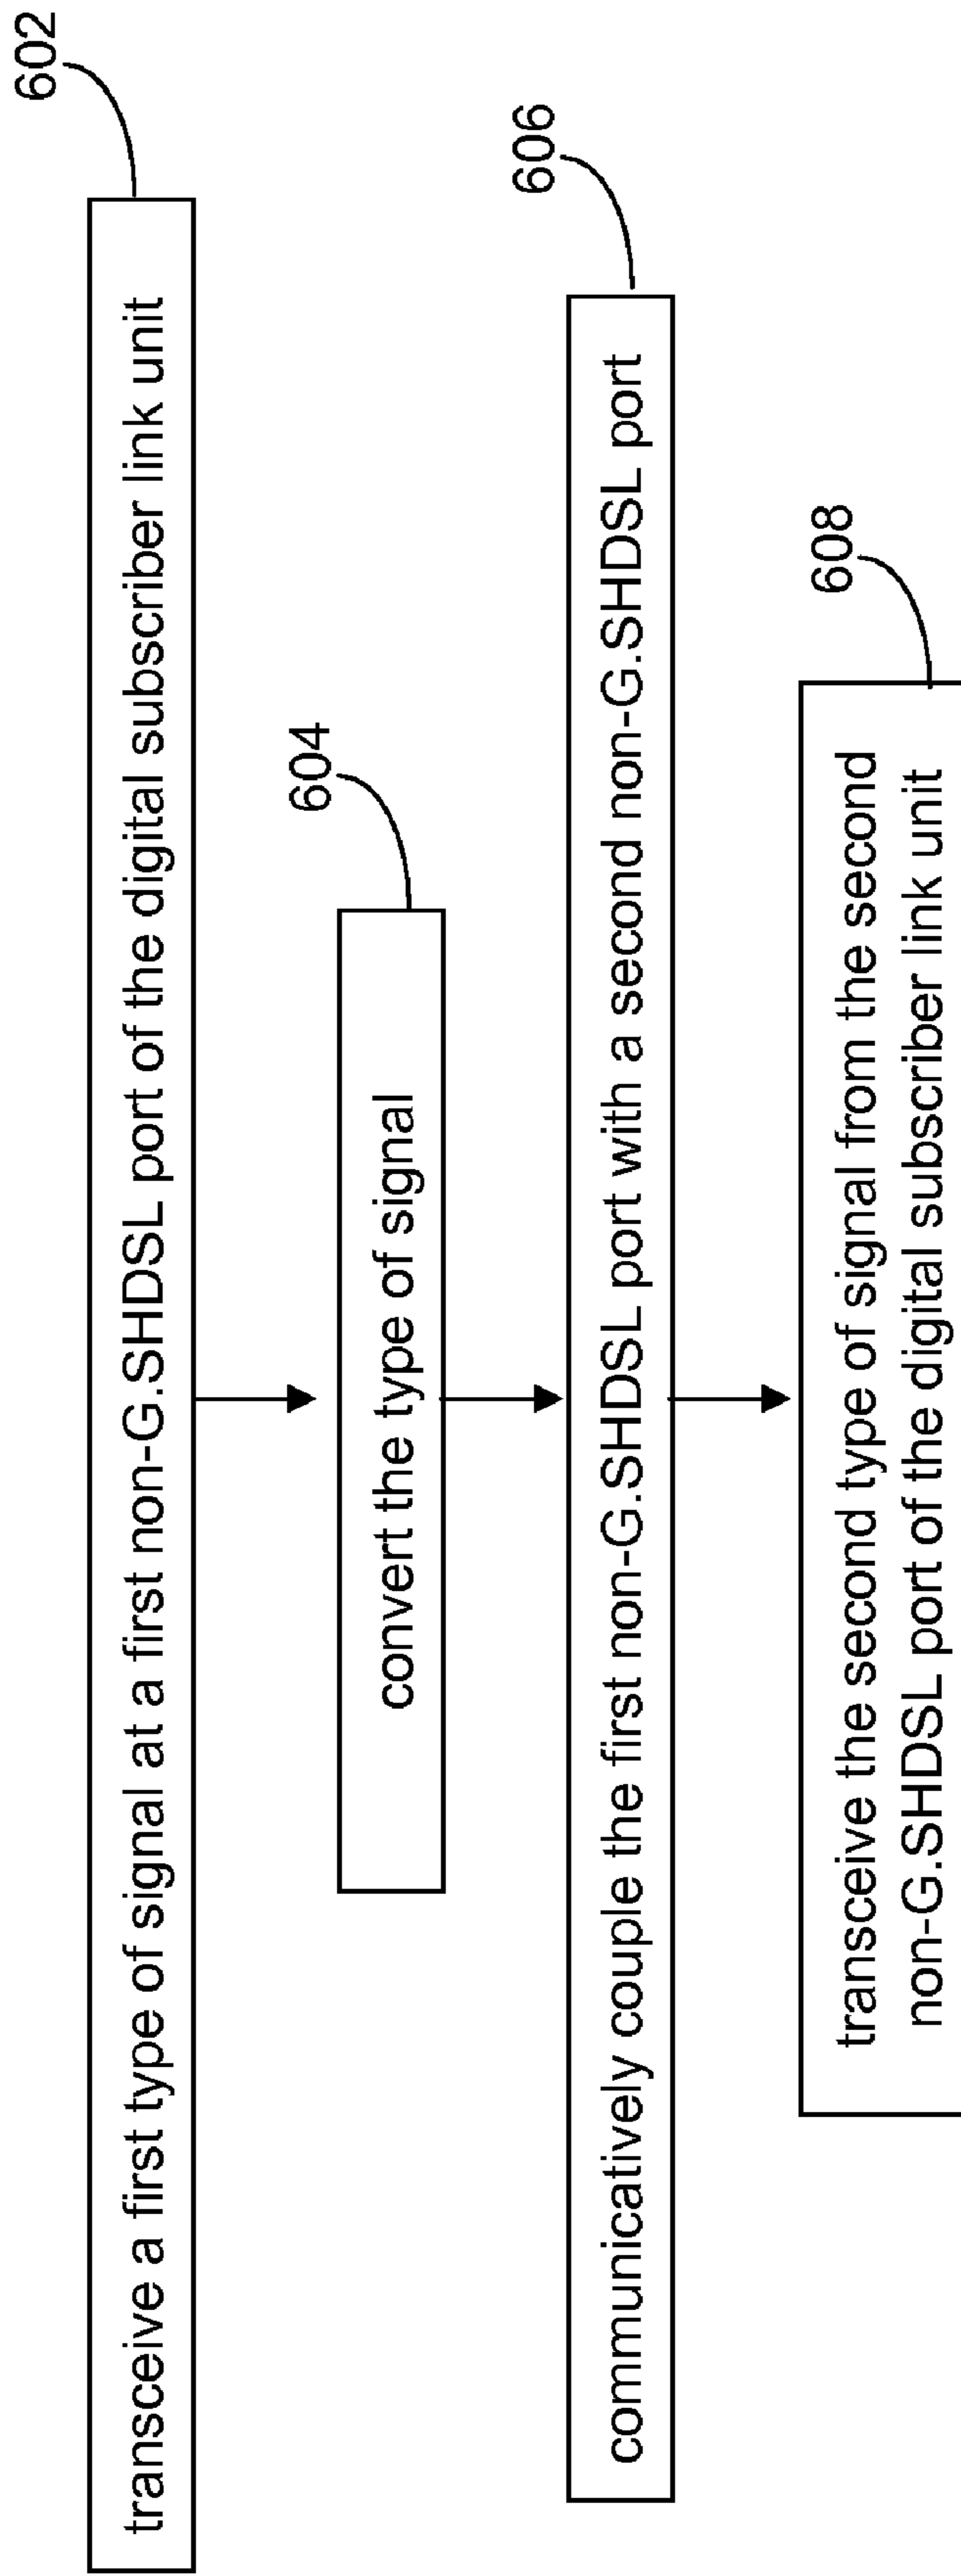 602
transceive a first type of signal at a first non-G.SHDSL port of the digital subscriber link unit
604
convert the type of signal
606
communicatively couple the first non-G.SHDSL port with a second non-G.SHDSL port
608
transceive the second type of signal from the second
non-G.SHDSL port of the digital subscriber link unit